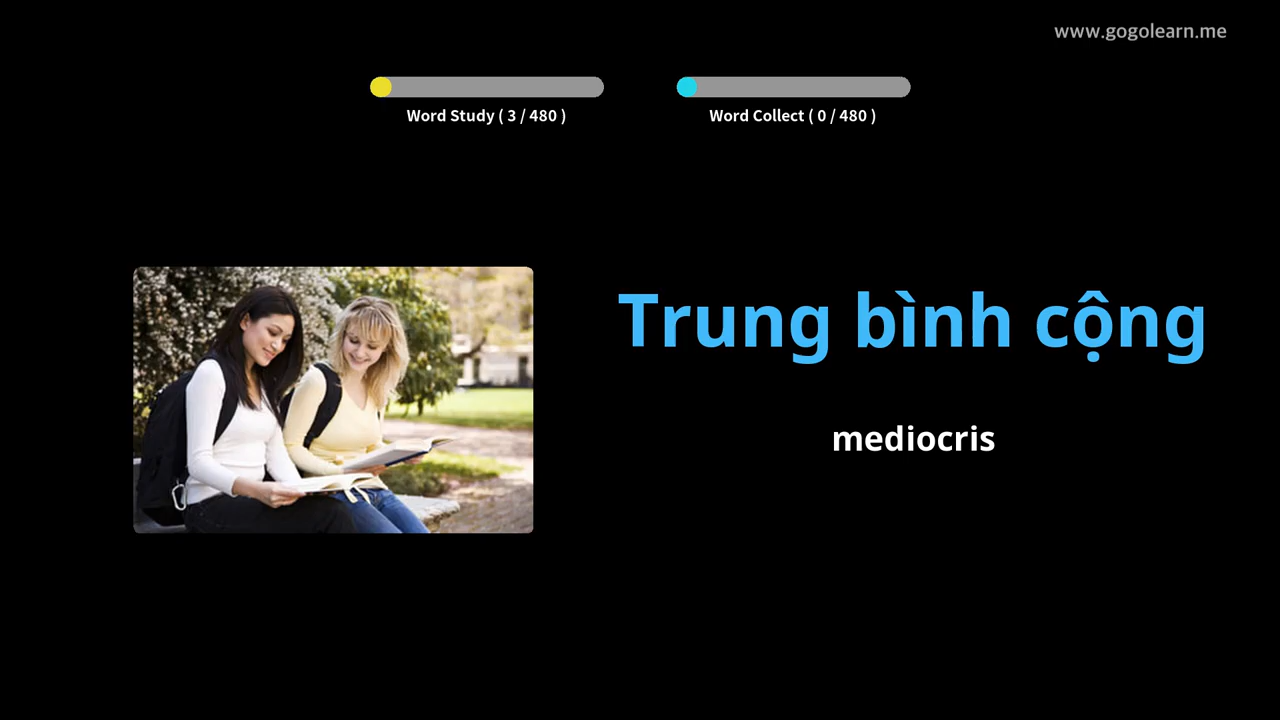 www.gogolearn.me
Word Study ( 3 / 480 )
Word Collect ( 0 / 480 )
Trung bình cộng
mediocris